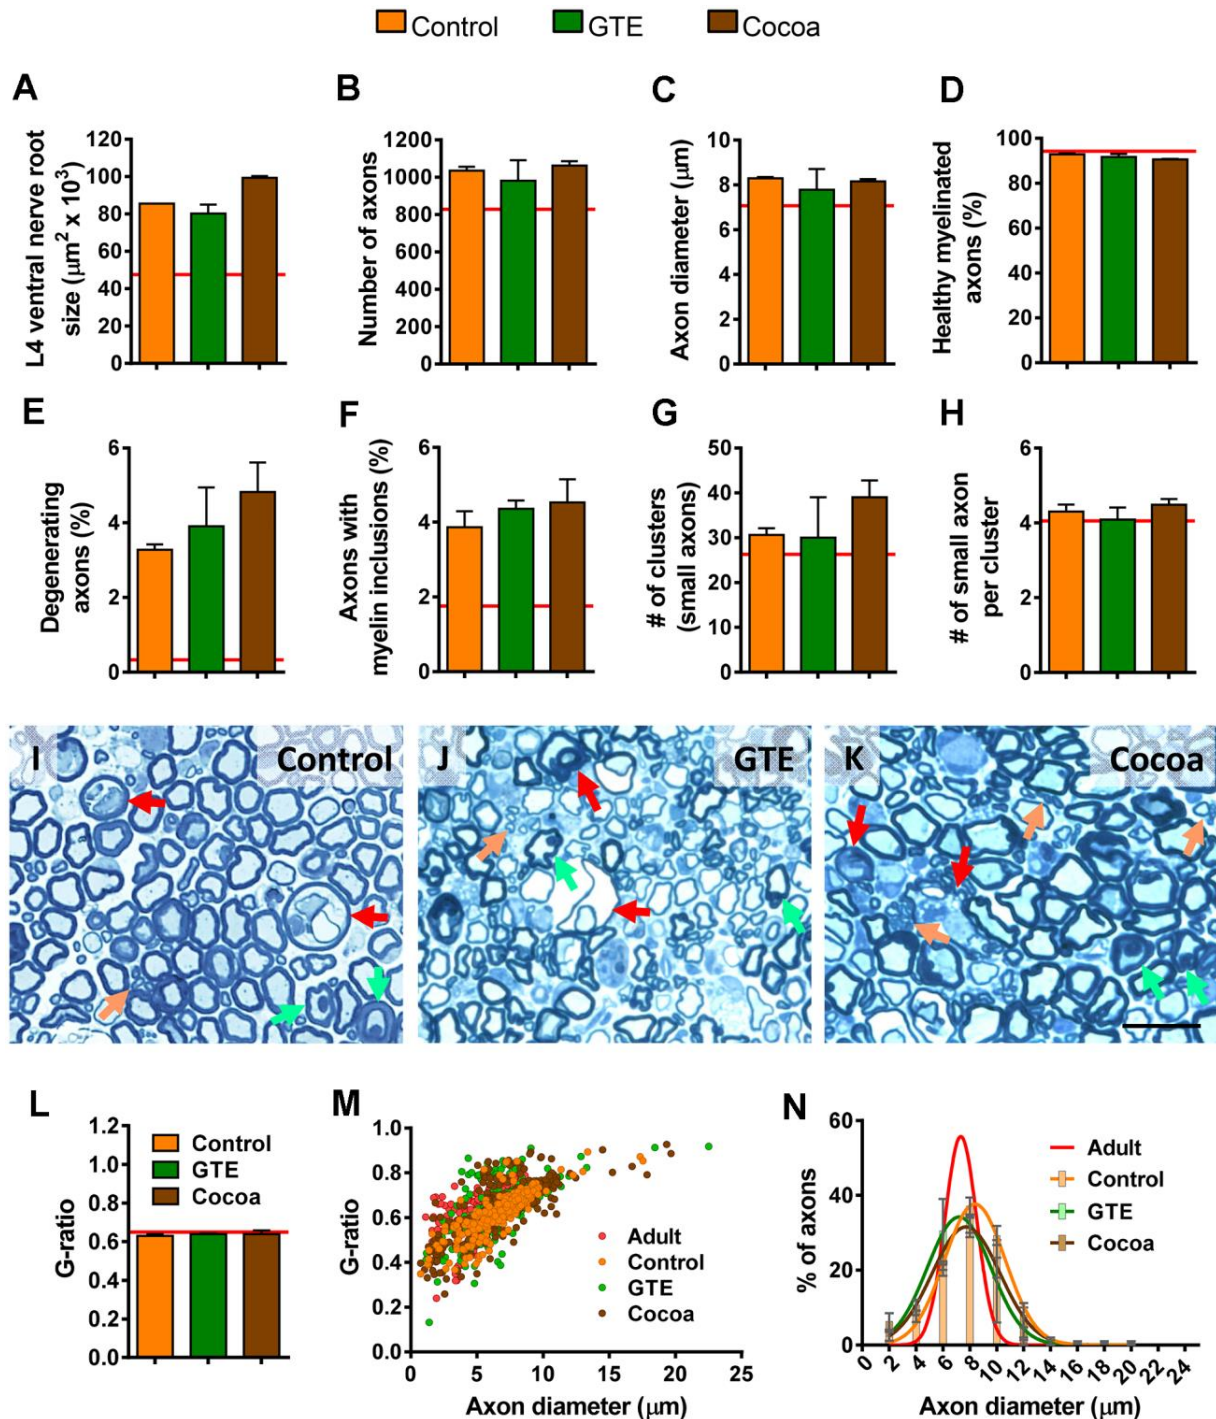 Control GTE Cocoa
A
L4 ventral nerve root
size (μm² x 10³)
120
100
80
60
40
20
0
B
Number of axons
1200
1000
800
600
400
200
0
C
Axon diameter (μm)
10
8
6
4
2
0
D
Healthy myelinated
axons (%)
100
80
60
40
20
0
E
Degenerating
axons (%)
6
4
2
0
F
Axons with
myelin inclusions (%)
6
4
2
0
G
# of clusters
(small axons)
50
40
30
20
10
0
H
# of small axon
per cluster
6
4
2
0
I Control
J GTE
K Cocoa
L
G-ratio
1.2
1.0
0.8
0.6
0.4
0.2
0.0
Control
GTE
Cocoa
M
G-ratio
1.0
0.8
0.6
0.4
0.2
0.0
Adult
Control
GTE
Cocoa
0 5 10 15 20 25
Axon diameter (μm)
N
% of axons
60
40
20
0
Adult
Control
GTE
Cocoa
0 2 4 6 8 10 12 14 16 18 20 22 24
Axon diameter (μm)